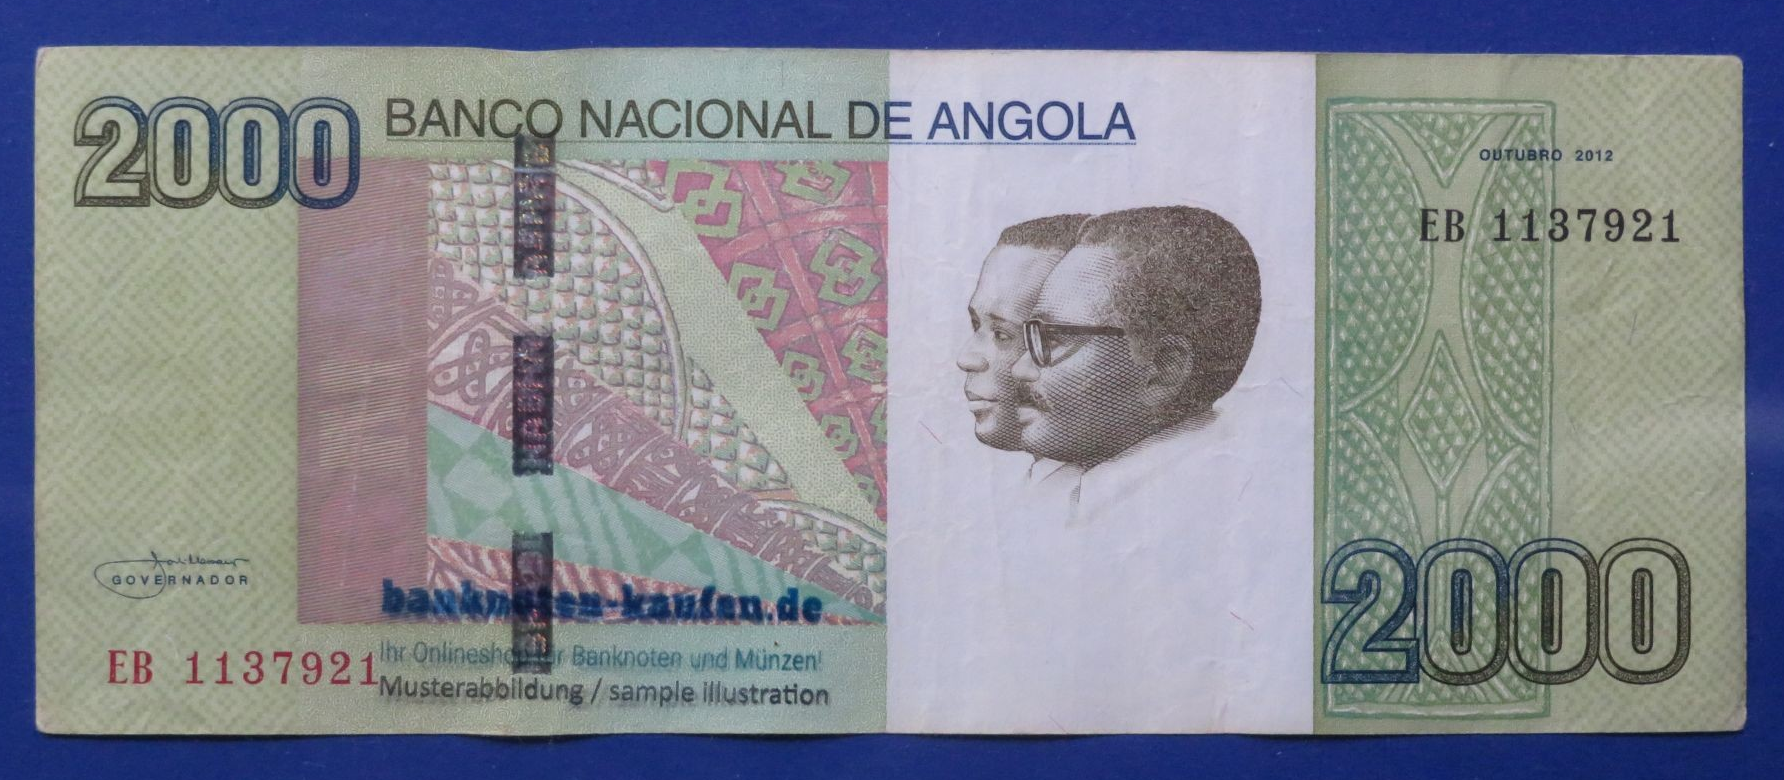 2000
BANCO NACIONAL DE ANGOLA
OUTUBRO 2012
EB 1137921
GOVERNADOR
EB 1137921
banknoten-kaufen.de
Ihr Onlineshop für Banknoten und Münzen!
Musterabbildung / sample illustration
2000